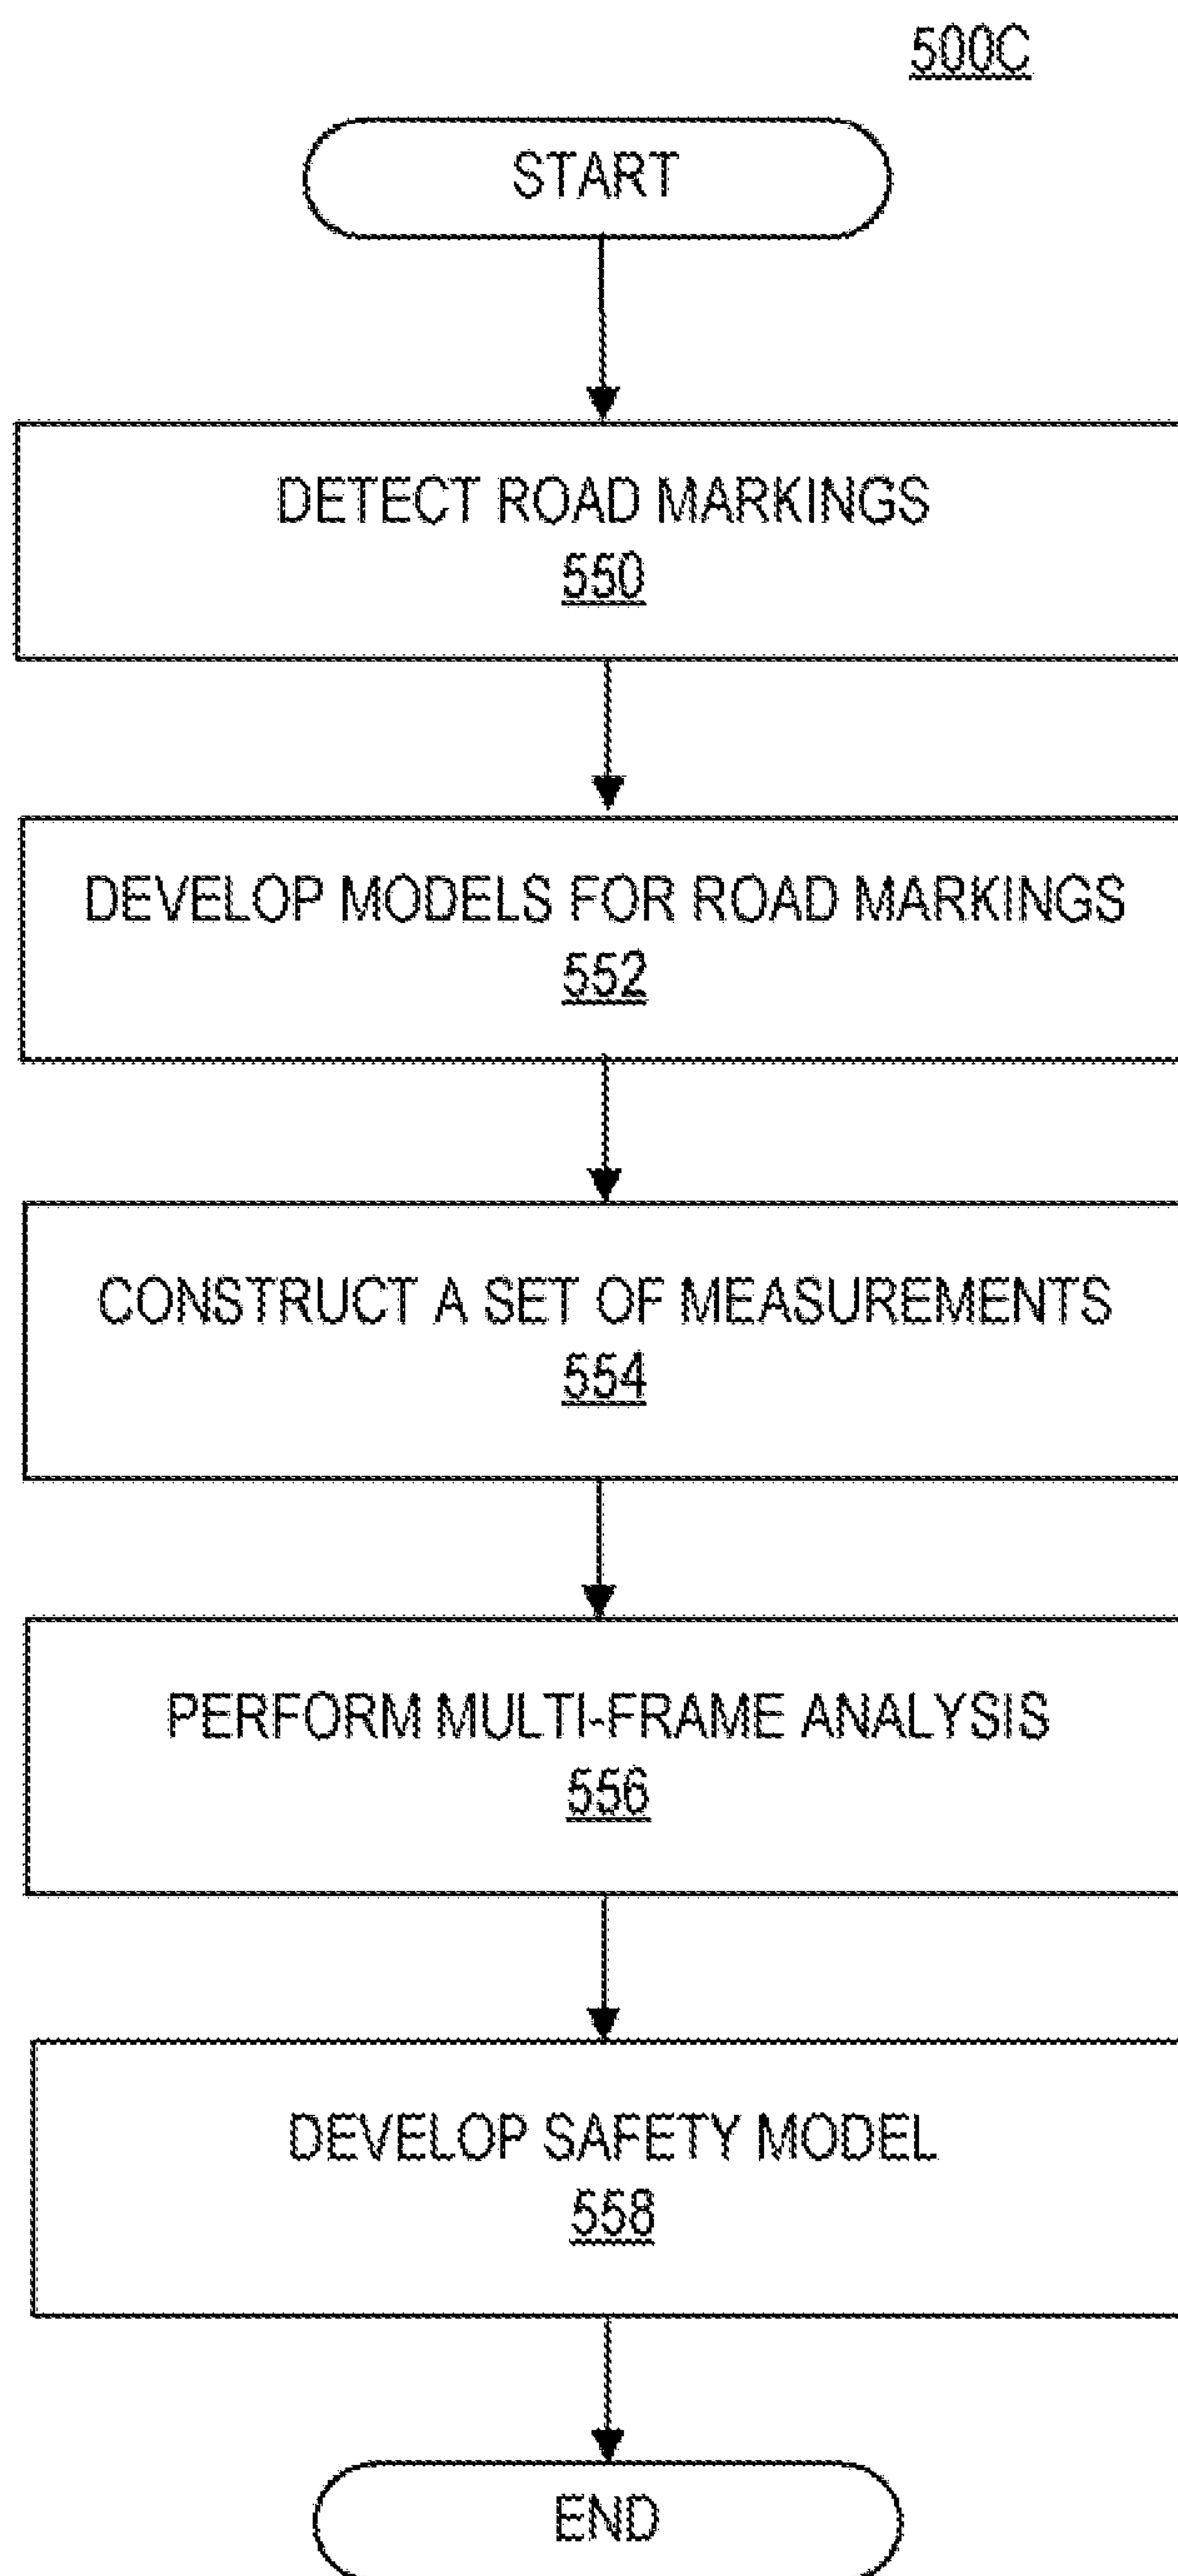 500C
START
DETECT ROAD MARKINGS
550
DEVELOP MODELS FOR ROAD MARKINGS
552
CONSTRUCT A SET OF MEASUREMENTS
554
PERFORM MULTI-FRAME ANALYSIS
556
DEVELOP SAFETY MODEL
558
END